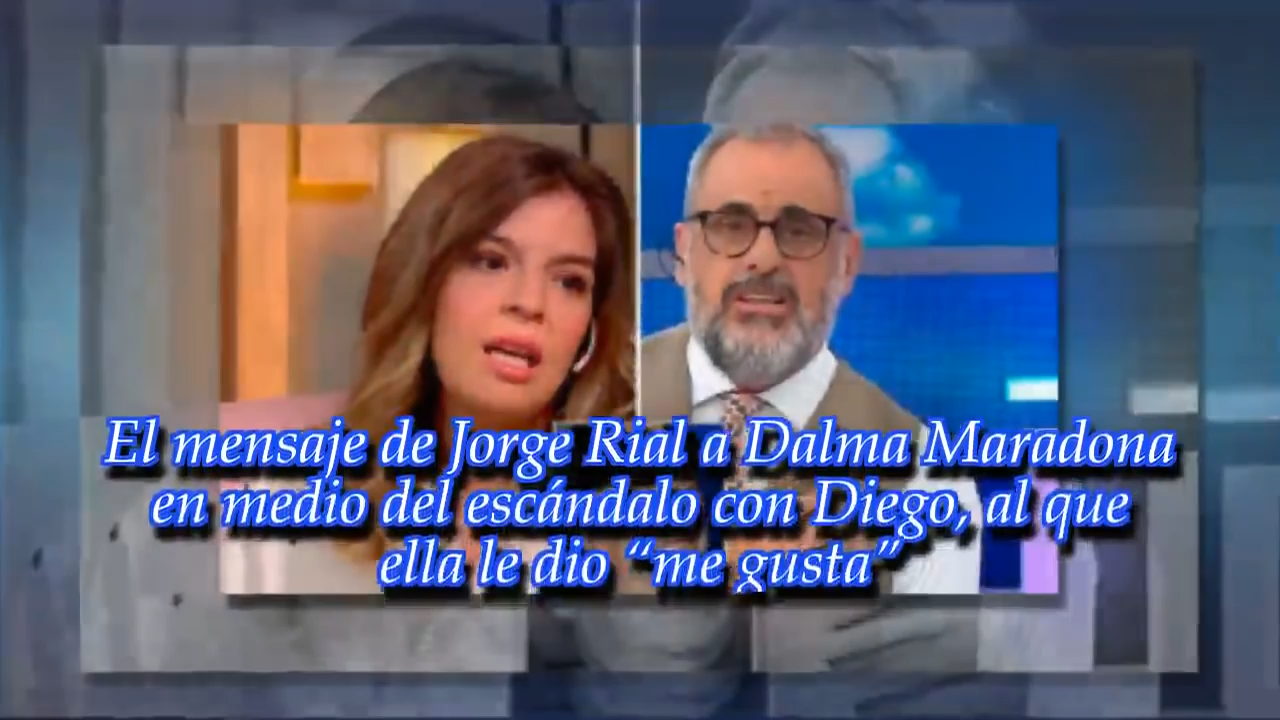 El mensaje de Jorge Rial a Dalma Maradona
en medio del escándalo con Diego, al que
ella le dio “me gusta”